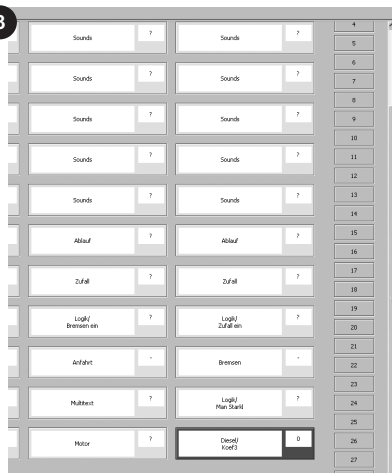 3
4
Sounds ? Sounds ?
5
6
Sounds ? Sounds ?
7
8
Sounds ? Sounds ?
9
10
Sounds ? Sounds ?
11
12
Sounds ? Sounds ?
13
14
Ablauf ? Ablauf ?
15
16
Zufall ? Zufall ?
17
18
Logik/ ? Logik/ ?
Bremsen ein Zufall ein
19
20
21
Anfahrt - Bremsen -
22
23
Multitext ? Logik/ ?
Man Starkl
24
25
Motor ? Diesel/ 0
Koef3
26
27